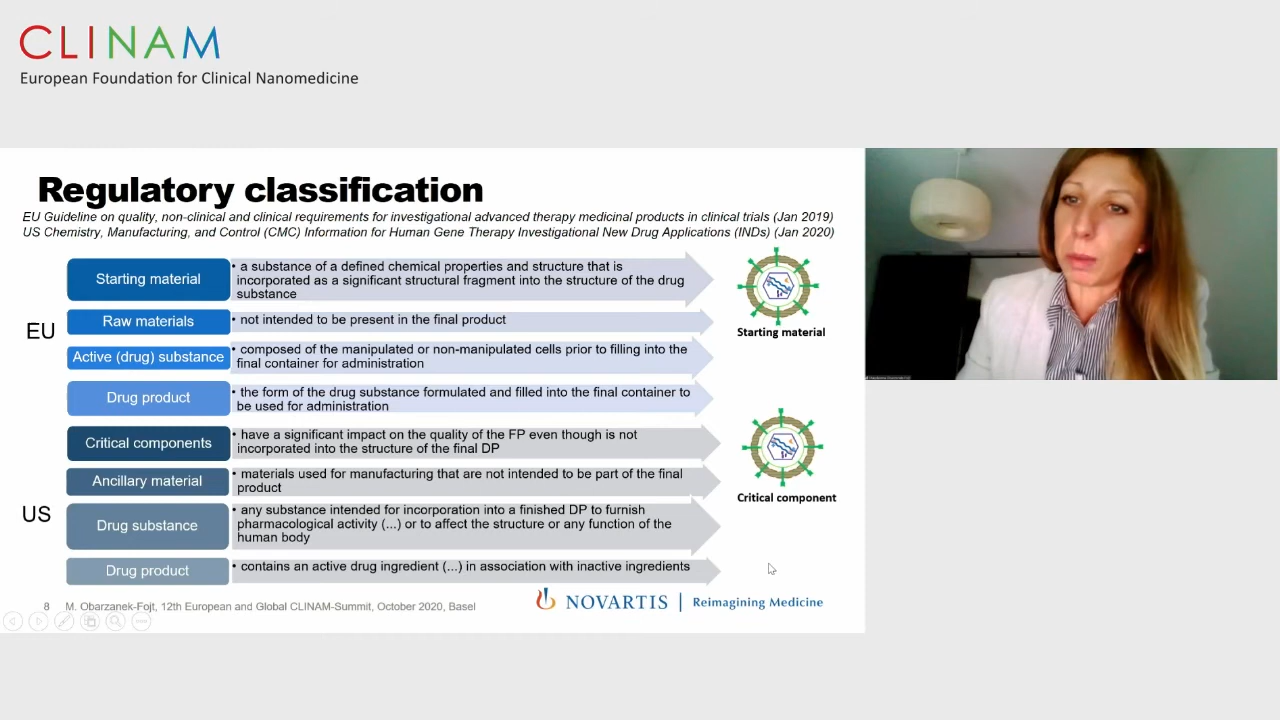 CLINAM
European Foundation for Clinical Nanomedicine
Regulatory classification
EU Guideline on quality, non-clinical and clinical requirements for investigational advanced therapy medicinal products in clinical trials (Jan 2019)
US Chemistry, Manufacturing, and Control (CMC) Information for Human Gene Therapy Investigational New Drug Applications (INDs) (Jan 2020)
EU
Starting material
• a substance of a defined chemical properties and structure that is
incorporated as a significant structural fragment into the structure of the drug
substance
Raw materials
• not intended to be present in the final product
Active (drug) substance
• composed of the manipulated or non-manipulated cells prior to filling into the
final container for administration
Drug product
• the form of the drug substance formulated and filled into the final container to
be used for administration
Starting material
US
Critical components
• have a significant impact on the quality of the FP even though is not
incorporated into the structure of the final DP
Ancillary material
• materials used for manufacturing that are not intended to be part of the final
product
Drug substance
• any substance intended for incorporation into a finished DP to furnish
pharmacological activity (...) or to affect the structure or any function of the
human body
Drug product
• contains an active drug ingredient (...) in association with inactive ingredients
Critical component
8 M. Obarzanek-Fojt, 12th European and Global CLINAM-Summit, October 2020, Basel
NOVARTIS | Reimagining Medicine